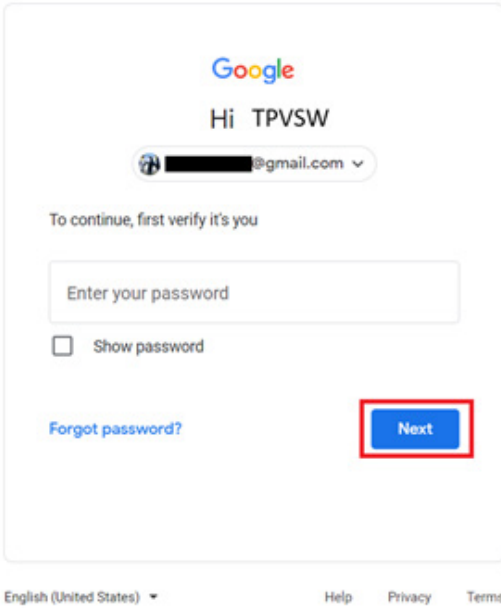 Google
Hi TPVSW
@gmail.com
To continue, first verify it's you
Enter your password
Show password
Forgot password? Next
English (United States) Help Privacy Terms